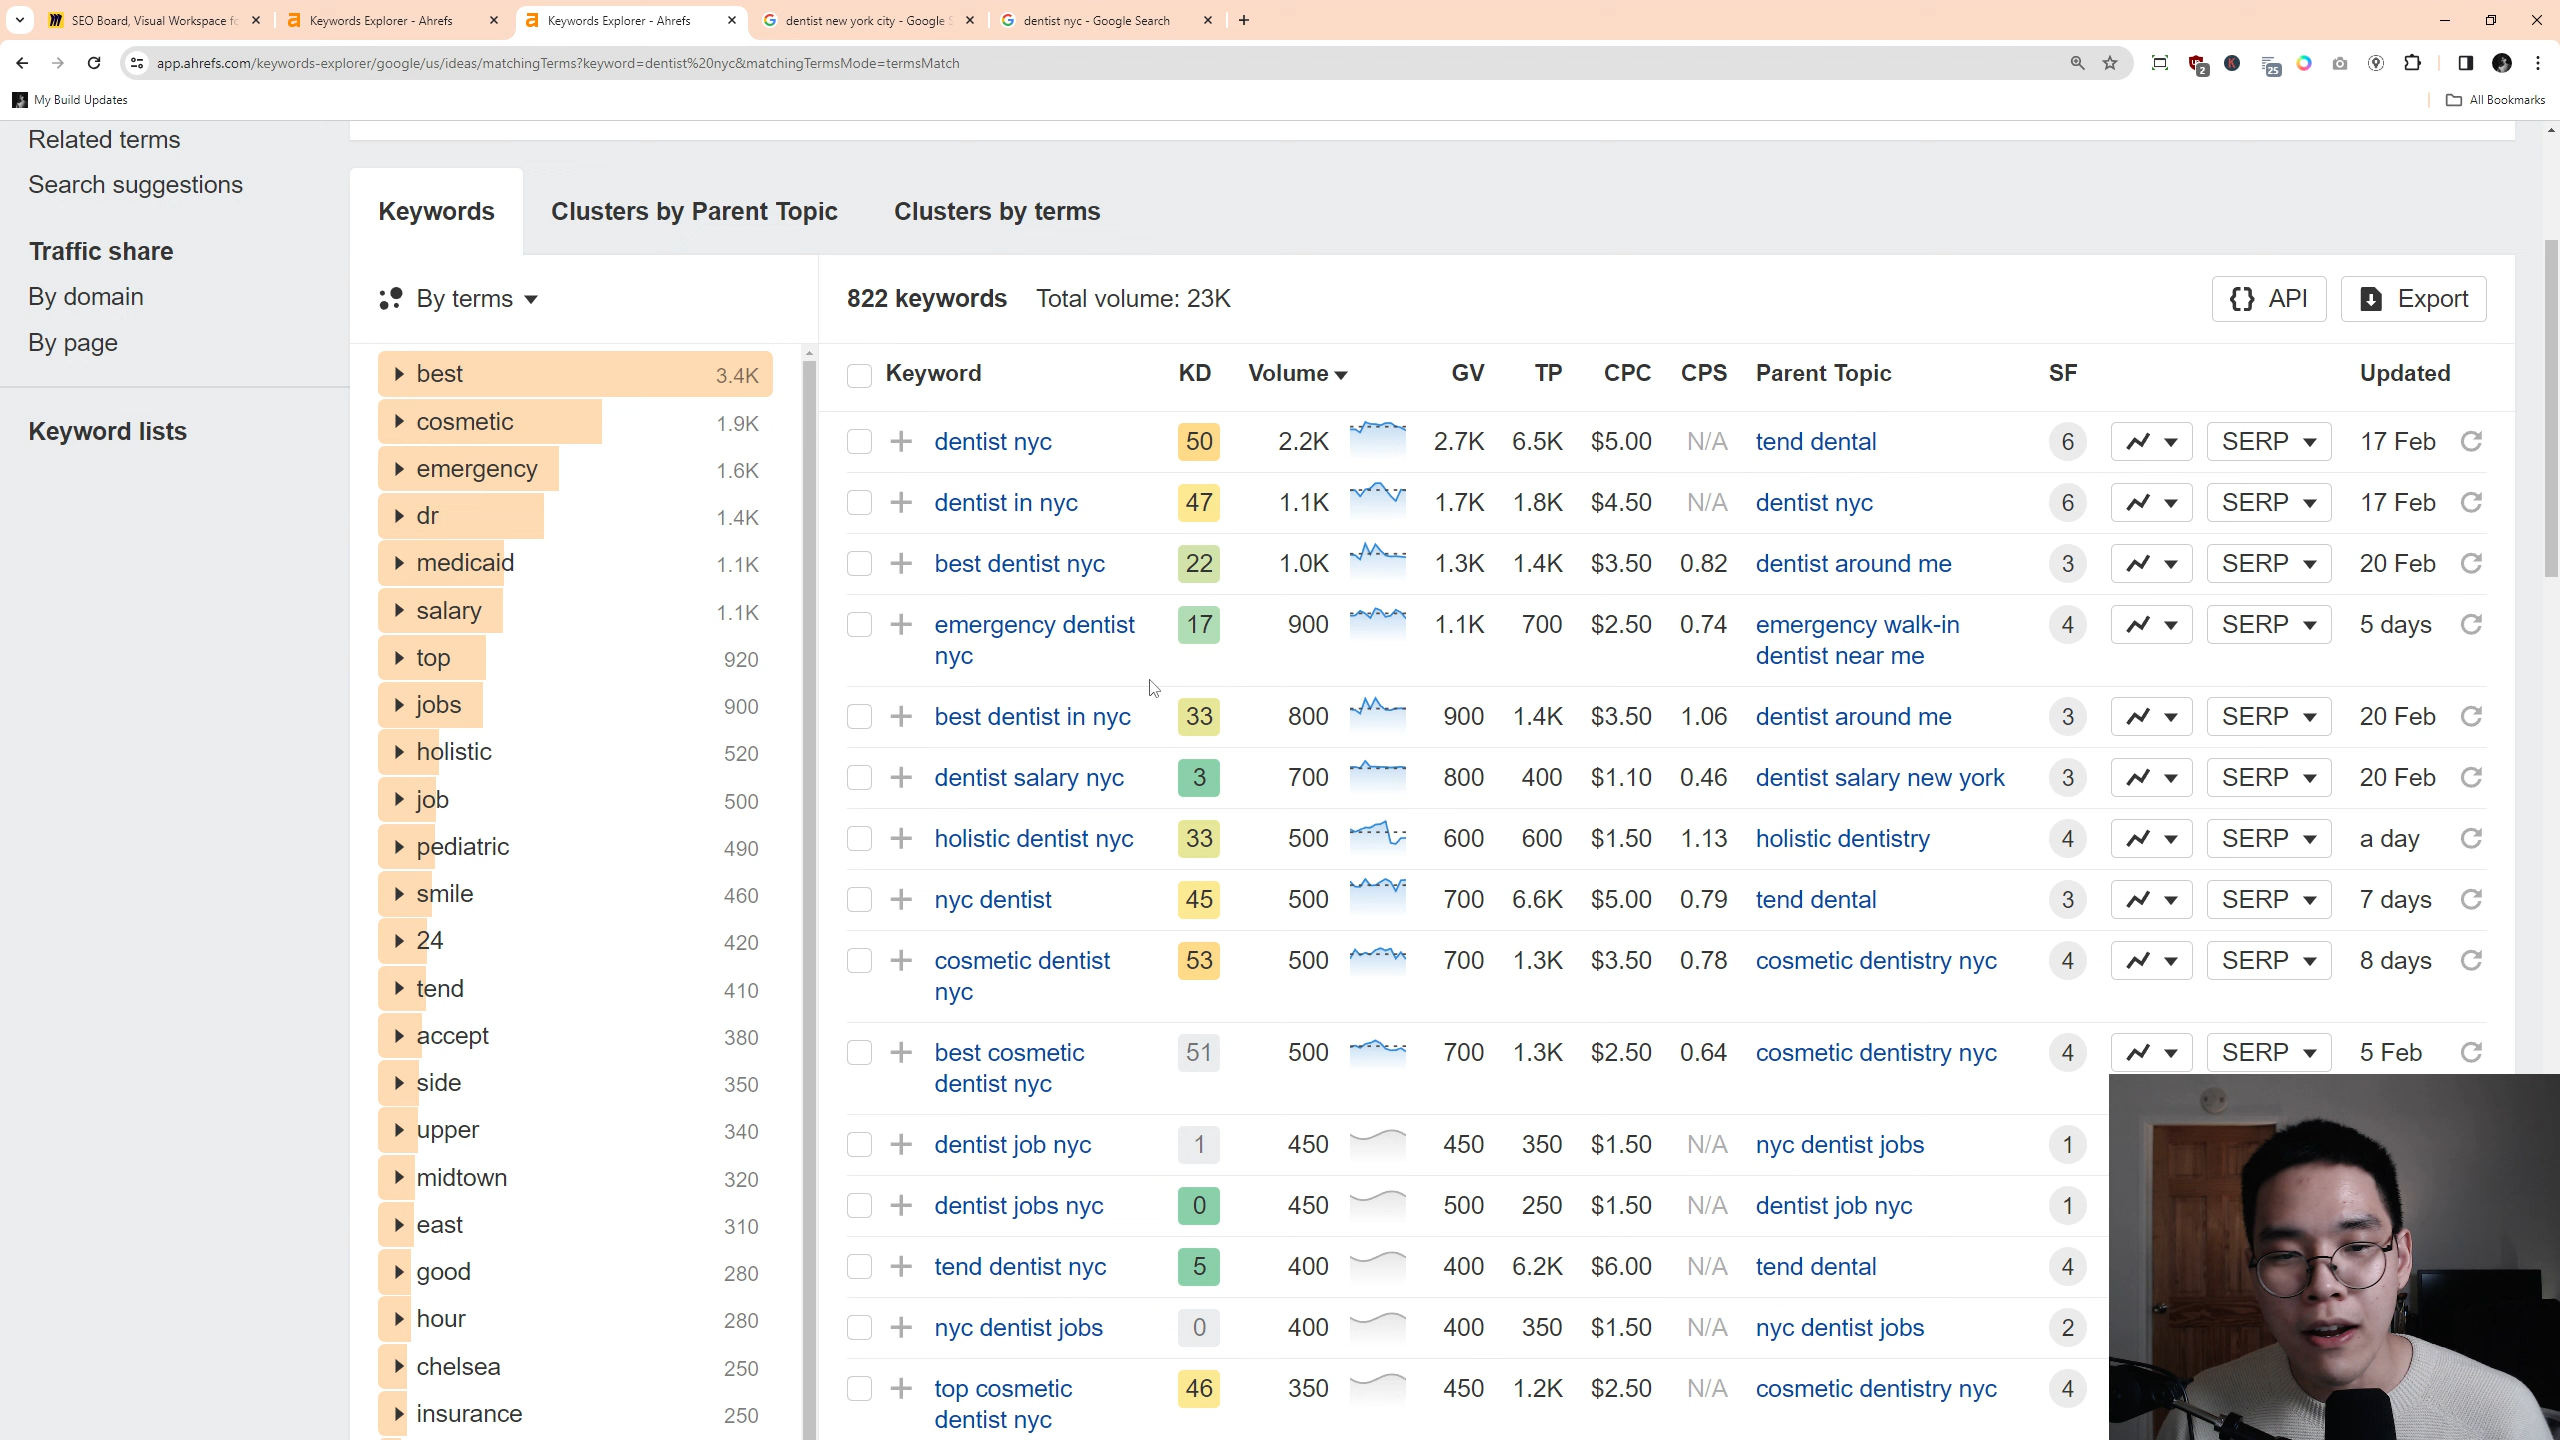 SEO Board, Visual Workspace fo
Keywords Explorer - Ahrefs
Keywords Explorer - Ahrefs
dentist new york city - Google S
dentist nyc - Google Search
app.ahrefs.com/keywords-explorer/google/us/ideas/matchingTerms?keyword=dentist%20nyc&matchingTermsMode=termsMatch
2
K
25
My Build Updates
All Bookmarks
Related terms
Search suggestions
Traffic share
By domain
By page
Keyword lists
Keywords
Clusters by Parent Topic
Clusters by terms
By terms
822 keywords Total volume: 23K
API
Export
best 3.4K
cosmetic 1.9K
emergency 1.6K
dr 1.4K
medicaid 1.1K
salary 1.1K
top 920
jobs 900
holistic 520
job 500
pediatric 490
smile 460
24 420
tend 410
accept 380
side 350
upper 340
midtown 320
east 310
good 280
hour 280
chelsea 250
insurance 250
Keyword KD Volume GV TP CPC CPS Parent Topic SF Updated
dentist nyc 50 2.2K 2.7K 6.5K $5.00 N/A tend dental 6 SERP 17 Feb
dentist in nyc 47 1.1K 1.7K 1.8K $4.50 N/A dentist nyc 6 SERP 17 Feb
best dentist nyc 22 1.0K 1.3K 1.4K $3.50 0.82 dentist around me 3 SERP 20 Feb
emergency dentist 17 900 1.1K 700 $2.50 0.74 emergency walk-in 4 SERP 5 days
nyc dentist near me
best dentist in nyc 33 800 900 1.4K $3.50 1.06 dentist around me 3 SERP 20 Feb
dentist salary nyc 3 700 800 400 $1.10 0.46 dentist salary new york 3 SERP 20 Feb
holistic dentist nyc 33 500 600 600 $1.50 1.13 holistic dentistry 4 SERP a day
nyc dentist 45 500 700 6.6K $5.00 0.79 tend dental 3 SERP 7 days
cosmetic dentist 53 500 700 1.3K $3.50 0.78 cosmetic dentistry nyc 4 SERP 8 days
nyc
best cosmetic 51 500 700 1.3K $2.50 0.64 cosmetic dentistry nyc 4 SERP 5 Feb
dentist nyc
dentist job nyc 1 450 450 350 $1.50 N/A nyc dentist jobs 1
dentist jobs nyc 0 450 500 250 $1.50 N/A dentist job nyc 1
tend dentist nyc 5 400 400 6.2K $6.00 N/A tend dental 4
nyc dentist jobs 0 400 400 350 $1.50 N/A nyc dentist jobs 2
top cosmetic 46 350 450 1.2K $2.50 N/A cosmetic dentistry nyc 4
dentist nyc